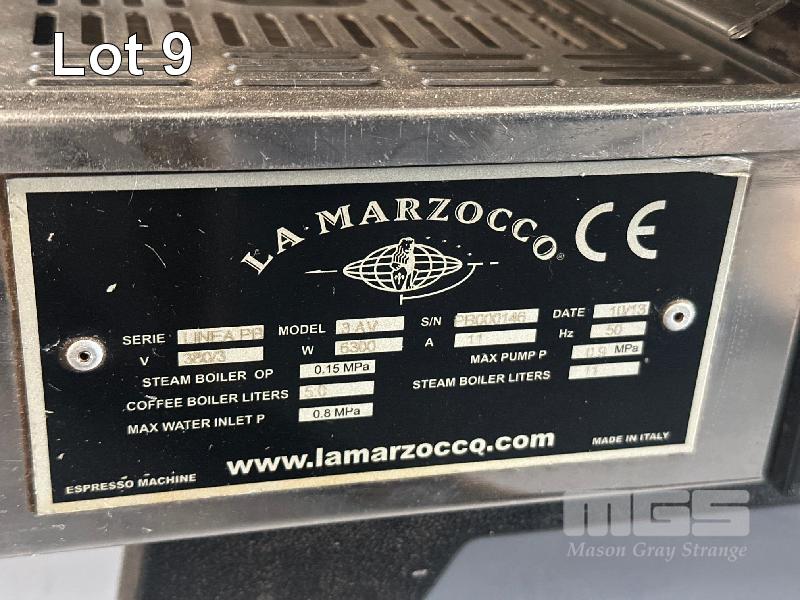 Lot 9
LA MARZOCCO®
CE
SERIE LINEA PB MODEL 3 AV S/N PB000146 DATE 10/13
V 380/3 W 6300 A 11 Hz 50
STEAM BOILER OP 0.15 MPa MAX PUMP P 0.9 MPa
COFFEE BOILER LITERS 5.0 STEAM BOILER LITERS 11
MAX WATER INLET P 0.8 MPa
www.lamarzocco.com
ESPRESSO MACHINE MADE IN ITALY
MGS
Mason Gray Strange